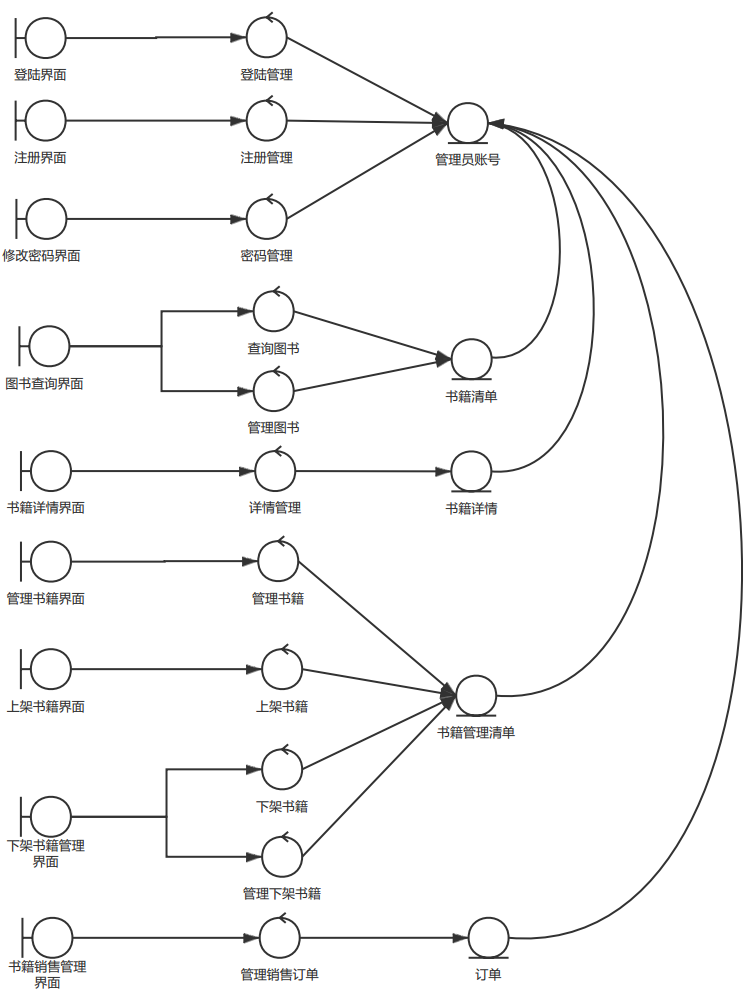 登陆界面
登陆管理
注册界面
注册管理
管理员账号
修改密码界面
密码管理
查询图书
图书查询界面
书籍清单
管理图书
书籍详情界面
详情管理
书籍详情
管理书籍界面
管理书籍
上架书籍界面
上架书籍
书籍管理清单
下架书籍
下架书籍管理
界面
管理下架书籍
书籍销售管理
界面
管理销售订单
订单